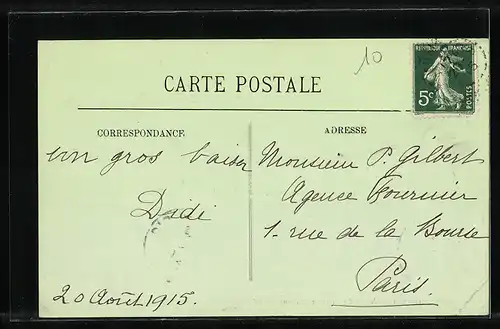 10
RÉPUBLIQUE FRANÇAISE
5c
POSTES
CARTE POSTALE
CORRESPONDANCE
ADRESSE
un gros baiser
Didi
20 Août 1915.
Monsieur P. Gilbert
Agence Fournier
1. rue de la Bourse
Paris.